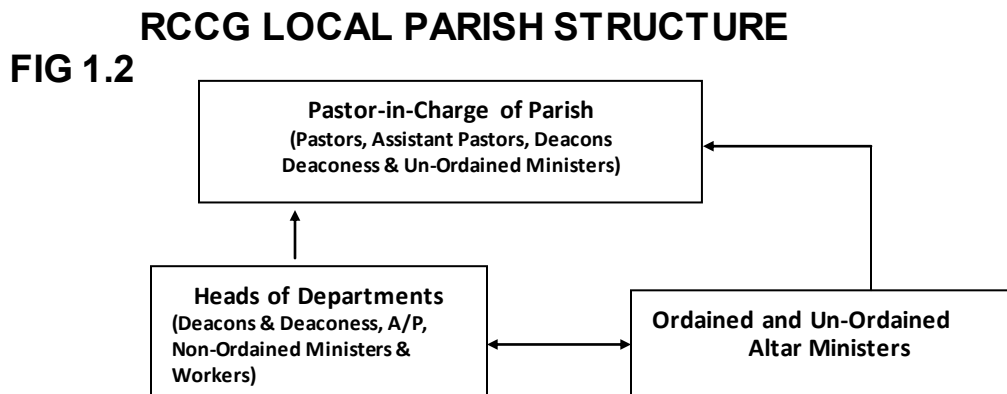 RCCG LOCAL PARISH STRUCTURE
FIG 1.2
Pastor-in-Charge of Parish
(Pastors, Assistant Pastors, Deacons
Deaconess & Un-Ordained Ministers)
Heads of Departments
(Deacons & Deaconess, A/P,
Non-Ordained Ministers &
Workers)
Ordained and Un-Ordained
Altar Ministers